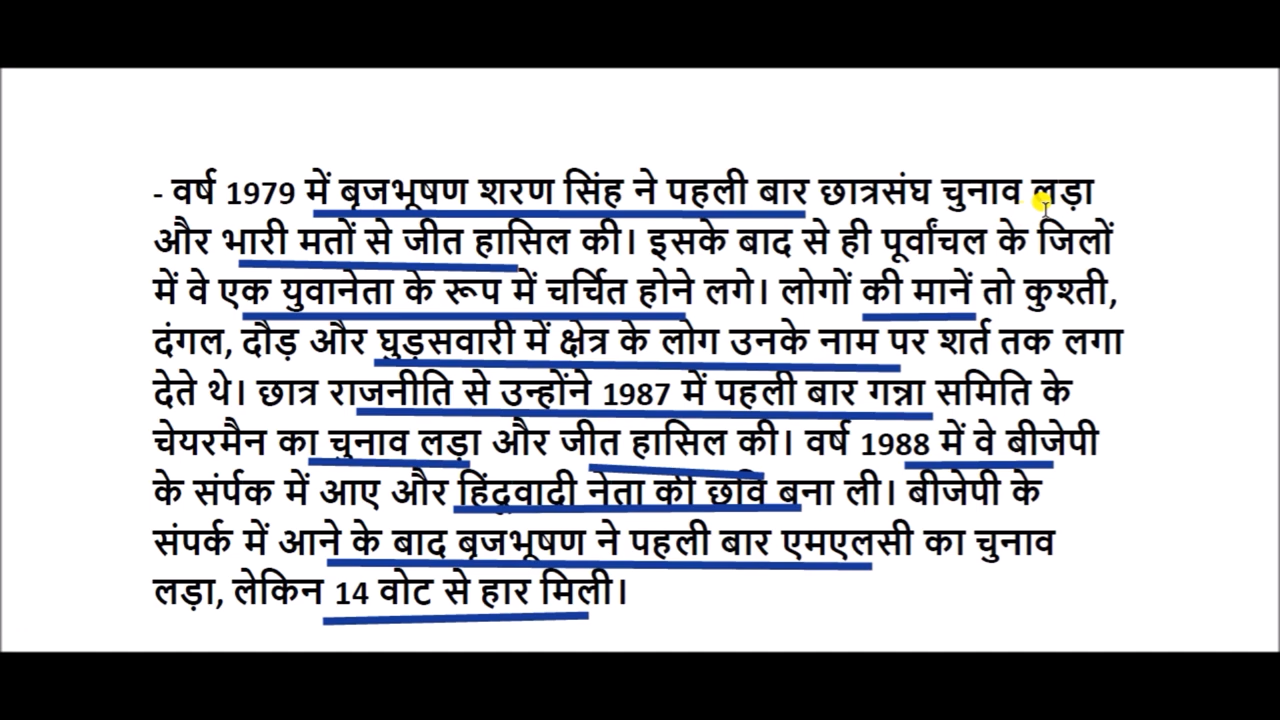 - वर्ष 1979 में बृजभूषण शरण सिंह ने पहली बार छात्रसंघ चुनाव लड़ा
और भारी मतों से जीत हासिल की। इसके बाद से ही पूर्वांचल के जिलों
में वे एक युवानेता के रूप में चर्चित होने लगे। लोगों की मानें तो कुश्ती,
दंगल, दौड़ और घुड़सवारी में क्षेत्र के लोग उनके नाम पर शर्त तक लगा
देते थे। छात्र राजनीति से उन्होंने 1987 में पहली बार गन्ना समिति के
चेयरमैन का चुनाव लड़ा और जीत हासिल की। वर्ष 1988 में वे बीजेपी
के संर्पक में आए और हिंदूवादी नेता की छवि बना ली। बीजेपी के
संपर्क में आने के बाद बृजभूषण ने पहली बार एमएलसी का चुनाव
लड़ा, लेकिन 14 वोट से हार मिली।